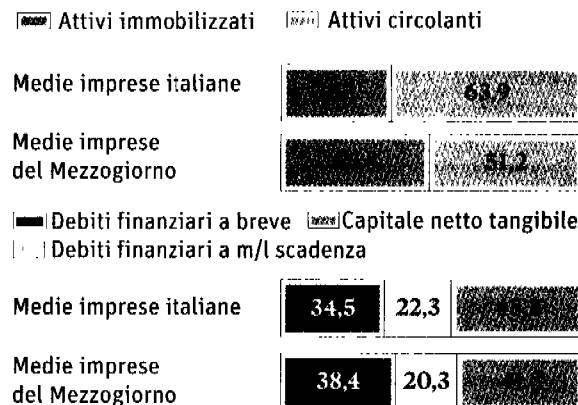 Attivi immobilizzati Attivi circolanti
Medie imprese italiane 63,9
Medie imprese
del Mezzogiorno 51,2
Debiti finanziari a breve Capitale netto tangibile
Debiti finanziari a m/l scadenza
Medie imprese italiane 34,5 22,3
Medie imprese
del Mezzogiorno 38,4 20,3